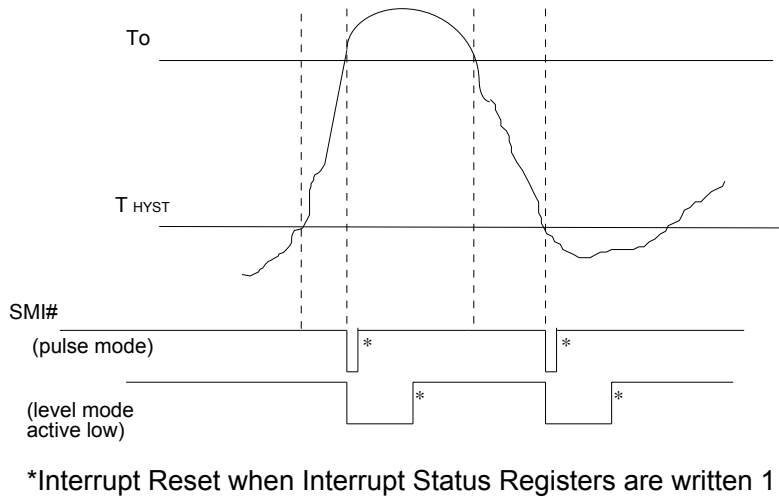 To
T HYST
SMI#
(pulse mode)
* *
(level mode
active low)
* *
*Interrupt Reset when Interrupt Status Registers are written 1